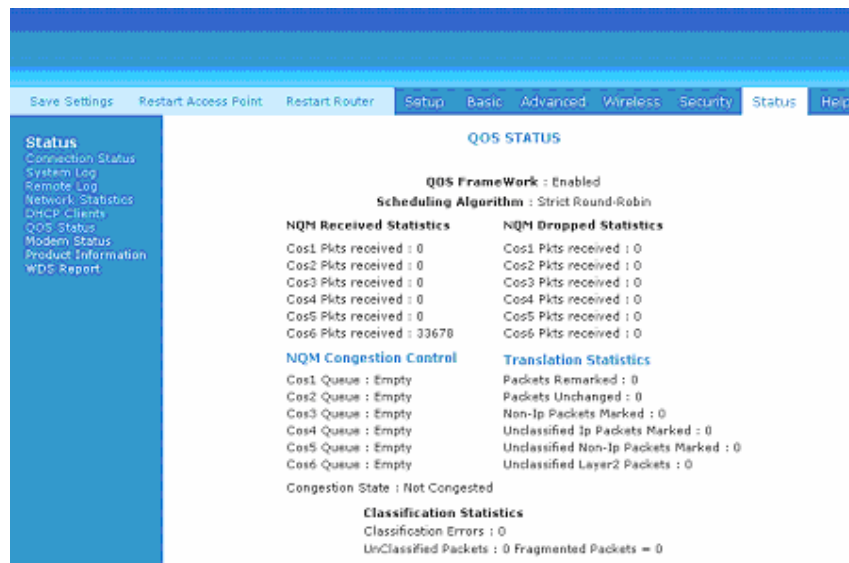 Save Settings Restart Access Point Restart Router Setup Basic Advanced Wireless Security Status Help
Status
Connection Status
System Log
Remote Log
Network Statistics
DHCP Clients
QOS Status
Modem Status
Product Information
WDS Report
QOS STATUS
QOS FrameWork : Enabled
Scheduling Algorithm : Strict Round-Robin
NQM Received Statistics
Cos1 Pkts received : 0
Cos2 Pkts received : 0
Cos3 Pkts received : 0
Cos4 Pkts received : 0
Cos5 Pkts received : 0
Cos6 Pkts received : 33678
NQM Dropped Statistics
Cos1 Pkts received : 0
Cos2 Pkts received : 0
Cos3 Pkts received : 0
Cos4 Pkts received : 0
Cos5 Pkts received : 0
Cos6 Pkts received : 0
NQM Congestion Control
Cos1 Queue : Empty
Cos2 Queue : Empty
Cos3 Queue : Empty
Cos4 Queue : Empty
Cos5 Queue : Empty
Cos6 Queue : Empty
Translation Statistics
Packets Remarked : 0
Packets Unchanged : 0
Non-Ip Packets Marked : 0
Unclassified Ip Packets Marked : 0
Unclassified Non-Ip Packets Marked : 0
Unclassified Layer2 Packets : 0
Congestion State : Not Congested
Classification Statistics
Classification Errors : 0
UnClassified Packets : 0 Fragmented Packets = 0